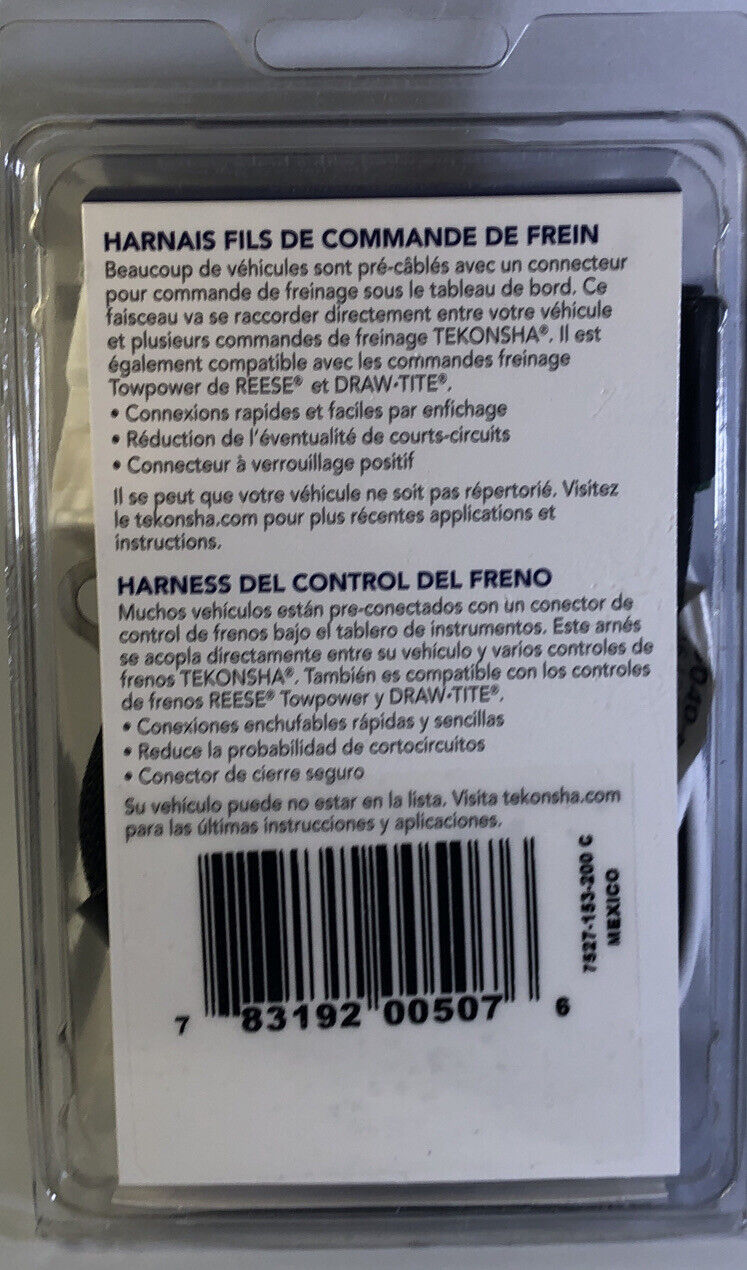 HARNAIS FILS DE COMMANDE DE FREIN
Beaucoup de véhicules sont pré-câblés avec un connecteur
pour commande de freinage sous le tableau de bord. Ce
faisceau va se raccorder directement entre votre véhicule
et plusieurs commandes de freinage TEKONSHA®. Il est
également compatible avec les commandes freinage
Towpower de REESE® et DRAW•TITE®.
• Connexions rapides et faciles par enfichage
• Réduction de l'éventualité de courts-circuits
• Connecteur à verrouillage positif
Il se peut que votre véhicule ne soit pas répertorié. Visitez
le tekonsha.com pour plus récentes applications et
instructions.
HARNESS DEL CONTROL DEL FRENO
Muchos vehículos están pre-conectados con un conector de
control de frenos bajo el tablero de instrumentos. Este arnés
se acopla directamente entre su vehículo y varios controles de
frenos TEKONSHA®. También es compatible con los controles
de frenos REESE® Towpower y DRAW•TITE®.
• Conexiones enchufables rápidas y sencillas
• Reduce la probabilidad de cortocircuitos
• Conector de cierre seguro
Su vehículo puede no estar en la lista. Visita tekonsha.com
para las últimas instrucciones y aplicaciones.
7527-153-200 C
MEXICO
7 83192 00507 6